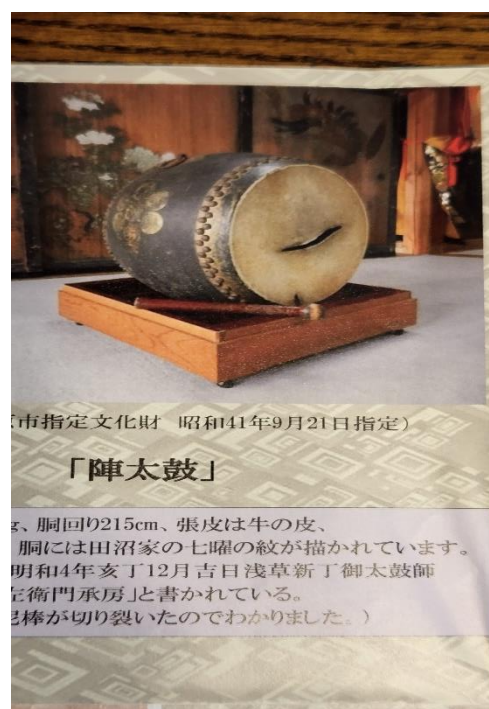 市指定文化財 昭和41年9月21日指定)
「陣太鼓」
、胴回り215cm、張皮は牛の皮、
胴には田沼家の七曜の紋が描かれています。
明和4年亥丁12月吉日浅草新丁御太鼓師
左衛門承房」と書かれている。
棒が切り裂いたのでわかりました。)